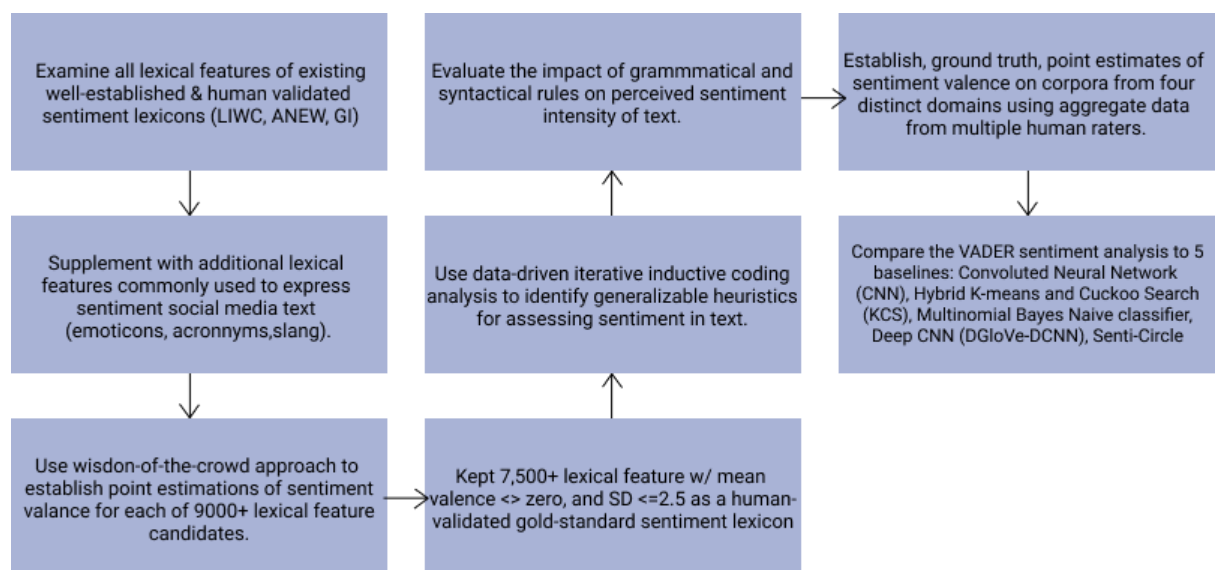 Examine all lexical features of existing
well-established & human validated
sentiment lexicons (LIWC, ANEW, GI)
Supplement with additional lexical
features commonly used to express
sentiment social media text
(emoticons, acronnyms,slang).
Use wisdon-of-the-crowd approach to
establish point estimations of sentiment
valance for each of 9000+ lexical feature
candidates.
Kept 7,500+ lexical feature w/ mean
valence <> zero, and SD <=2.5 as a human-
validated gold-standard sentiment lexicon
Use data-driven iterative inductive coding
analysis to identify generalizable heuristics
for assessing sentiment in text.
Evaluate the impact of grammmatical and
syntactical rules on perceived sentiment
intensity of text.
Establish, ground truth, point estimates of
sentiment valence on corpora from four
distinct domains using aggregate data
from multiple human raters.
Compare the VADER sentiment analysis to 5
baselines: Convoluted Neural Network
(CNN), Hybrid K-means and Cuckoo Search
(KCS), Multinomial Bayes Naive classifier,
Deep CNN (DGloVe-DCNN), Senti-Circle